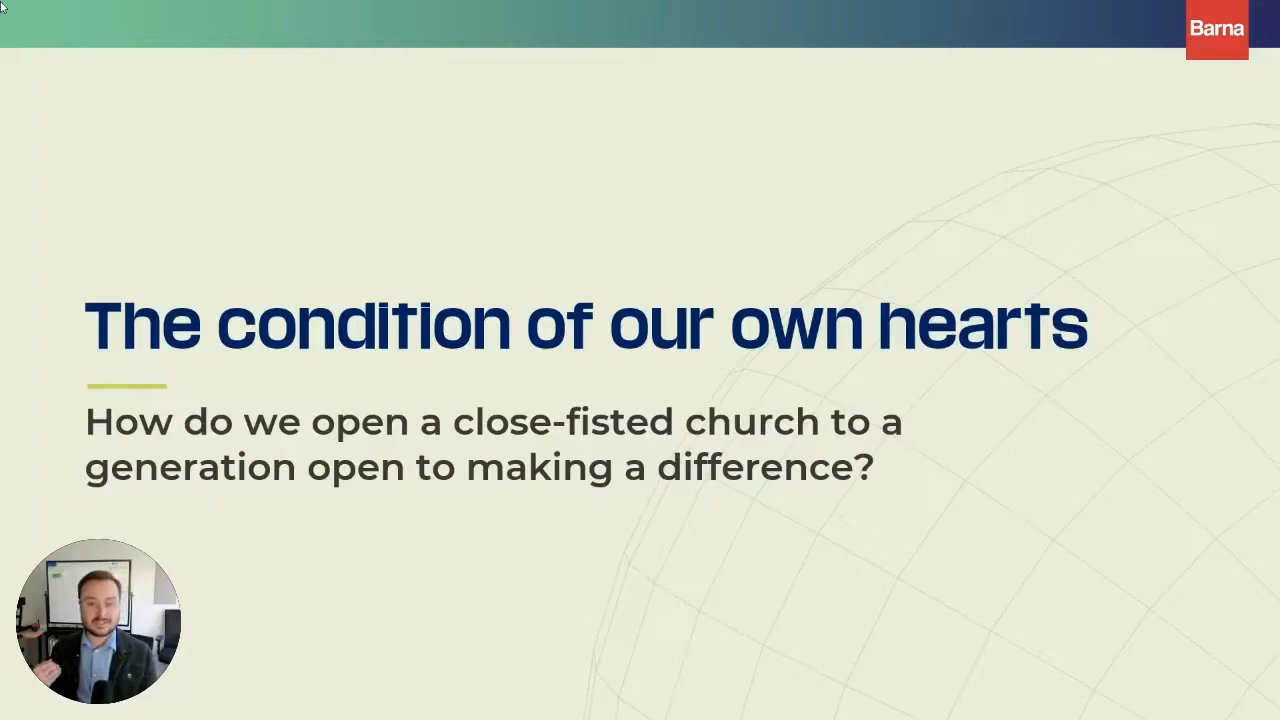 Barna
The condition of our own hearts
How do we open a close-fisted church to a
generation open to making a difference?